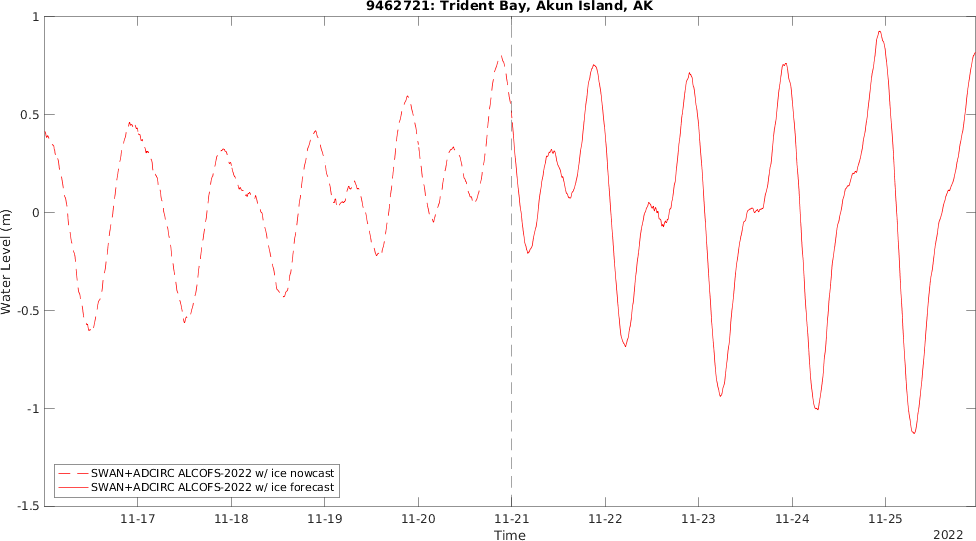 9462721: Trident Bay, Akun Island, AK
1
0.5
0
-0.5
-1
-1.5
Water Level (m)
SWAN+ADCIRC ALCOFS-2022 w/ ice nowcast
SWAN+ADCIRC ALCOFS-2022 w/ ice forecast
11-17 11-18 11-19 11-20 11-21 11-22 11-23 11-24 11-25
Time
2022